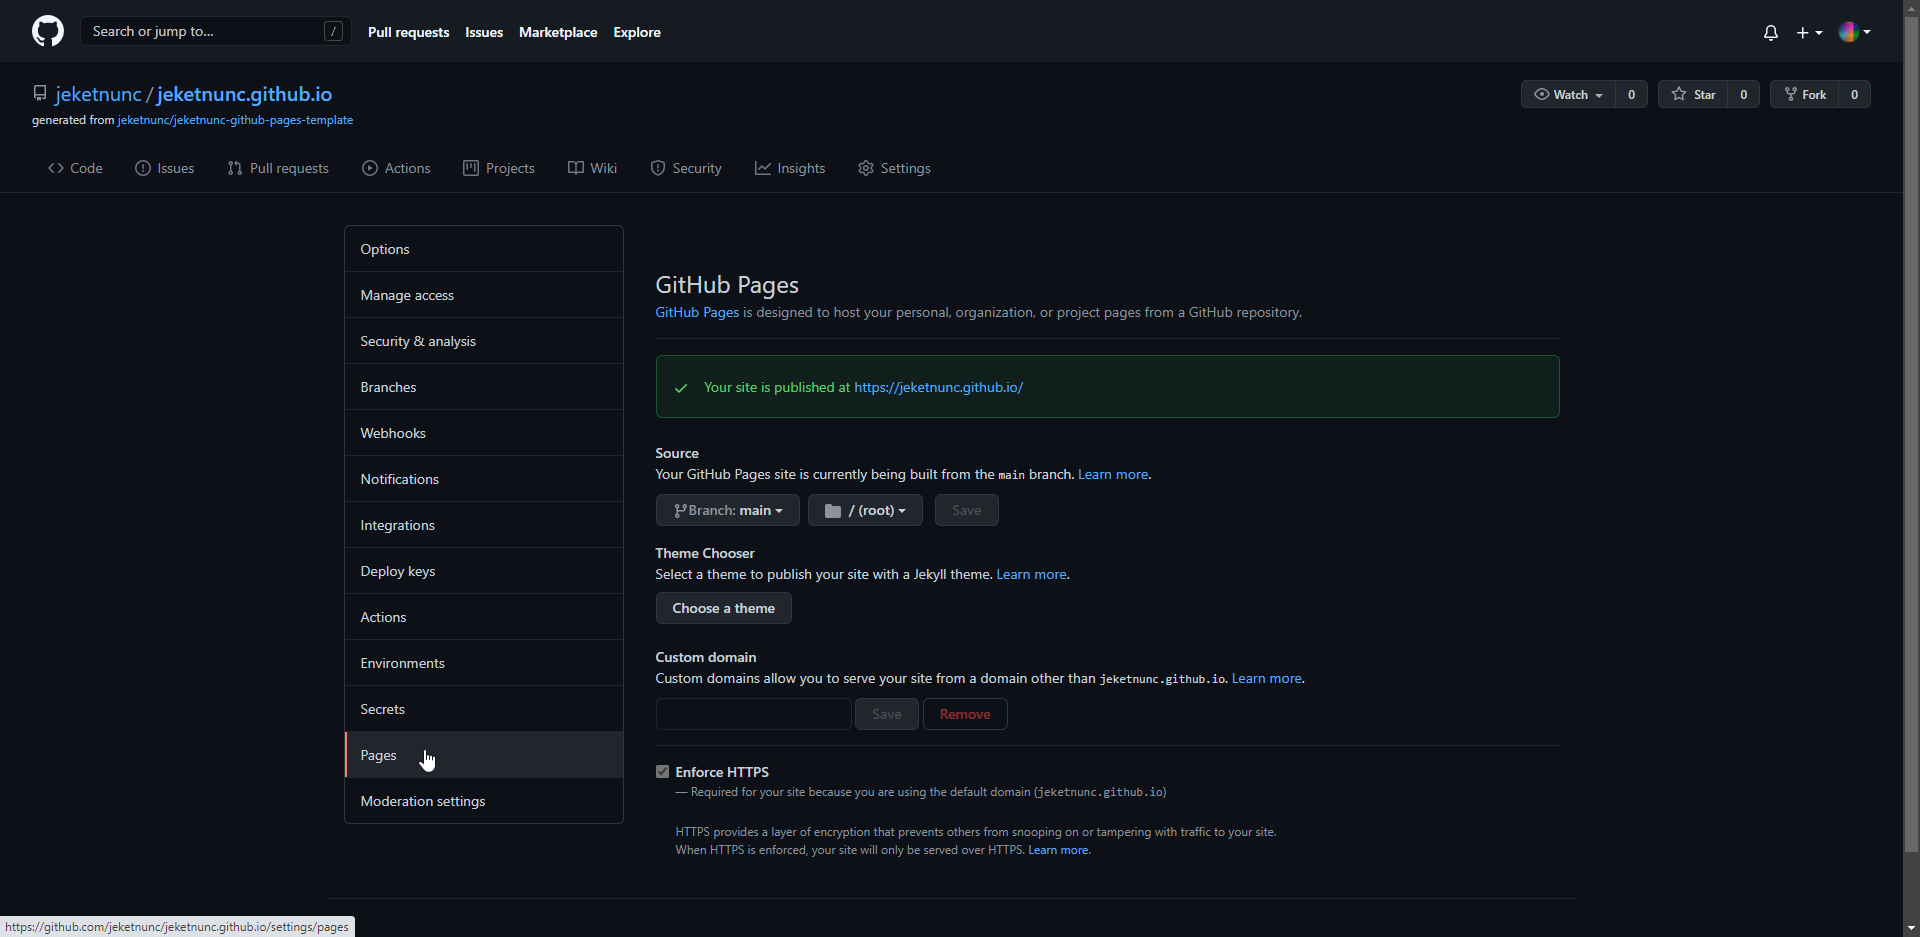 Search or jump to... /
Pull requests Issues Marketplace Explore
jeketnunc / jeketnunc.github.io
Watch 0 Star 0 Fork 0
generated from jeketnunc/jeketnunc-github-pages-template
Code Issues Pull requests Actions Projects Wiki Security Insights Settings
Options
Manage access
Security & analysis
Branches
Webhooks
Notifications
Integrations
Deploy keys
Actions
Environments
Secrets
Pages
Moderation settings
GitHub Pages
GitHub Pages is designed to host your personal, organization, or project pages from a GitHub repository.
Your site is published at https://jeketnunc.github.io/
Source
Your GitHub Pages site is currently being built from the main branch. Learn more.
Branch: main / (root) Save
Theme Chooser
Select a theme to publish your site with a Jekyll theme. Learn more.
Choose a theme
Custom domain
Custom domains allow you to serve your site from a domain other than jeketnunc.github.io. Learn more.
Save Remove
Enforce HTTPS
— Required for your site because you are using the default domain (jeketnunc.github.io)
HTTPS provides a layer of encryption that prevents others from snooping on or tampering with traffic to your site.
When HTTPS is enforced, your site will only be served over HTTPS. Learn more.
https://github.com/jeketnunc/jeketnunc.github.io/settings/pages